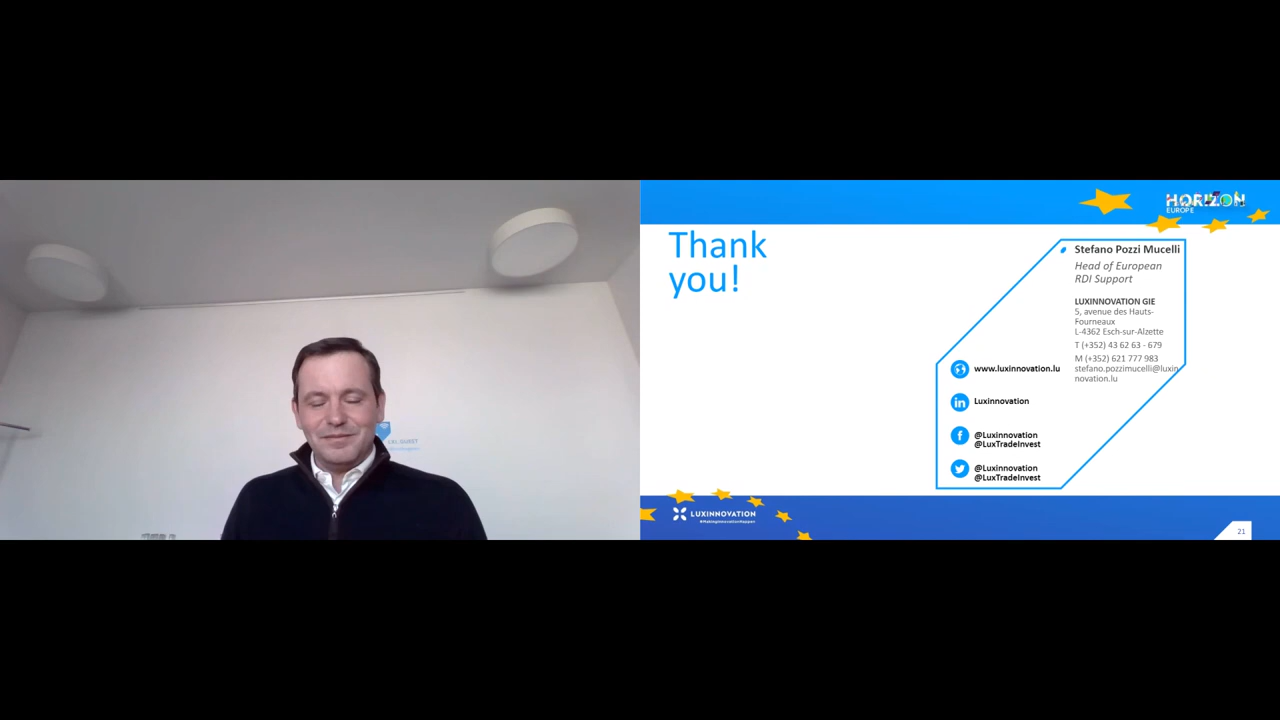 HORIZON
EUROPE
Thank
you!
Stefano Pozzi Mucelli
Head of European
RDI Support
LUXINNOVATION GIE
5, avenue des Hauts-
Fourneaux
L-4362 Esch-sur-Alzette
T (+352) 43 62 63 - 679
M (+352) 621 777 983
stefano.pozzimucelli@luxin
novation.lu
www.luxinnovation.lu
Luxinnovation
@Luxinnovation
@LuxTradeInvest
@Luxinnovation
@LuxTradeInvest
LUXINNOVATION
#MakingInnovationHappen
21